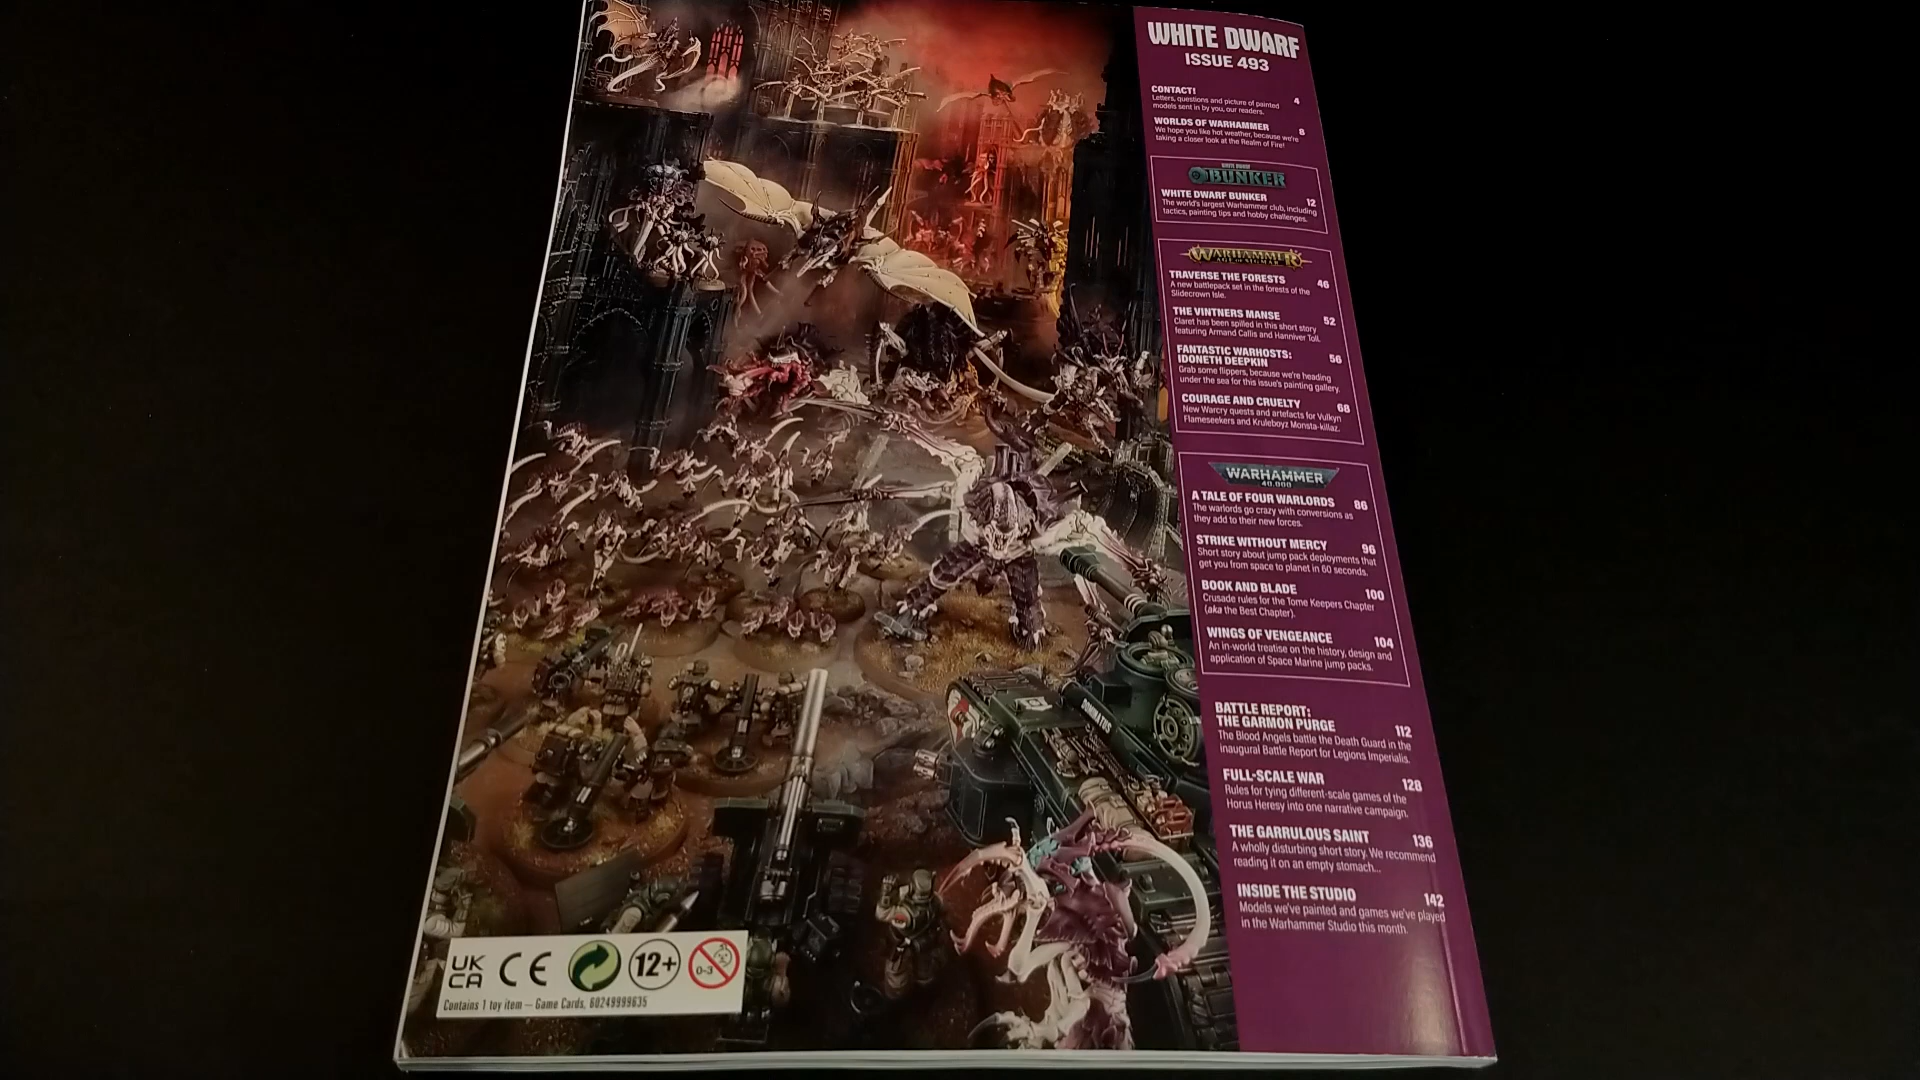 WHITE DWARF
ISSUE 493
CONTACT! 4
Letters, questions and picture of painted
models sent in by you, our readers.
WORLDS OF WARHAMMER 8
We hope you like hot weather, because we're
taking a closer look at the Realm of Fire!
WHITE DWARF
BUNKER
WHITE DWARF BUNKER 12
The world's largest Warhammer club, including
tactics, painting tips and hobby challenges.
WARHAMMER
AGE OF SIGMAR
TRAVERSE THE FORESTS 46
A new battlepack set in the forests of the
Slidecrown Isle.
THE VINTNERS MANSE 52
Claret has been spilled in this short story
featuring Armand Callis and Hanniver Toll.
FANTASTIC WARHOSTS: 56
IDONETH DEEPKIN
Grab some flippers, because we're heading
under the sea for this issue's painting gallery.
COURAGE AND CRUELTY 68
New Warcry quests and artefacts for Vulkyn
Flameseekers and Kruleboyz Monsta-killaz.
WARHAMMER
40,000
A TALE OF FOUR WARLORDS 86
The warlords go crazy with conversions as
they add to their new forces.
STRIKE WITHOUT MERCY 96
Short story about jump pack deployments that
get you from space to planet in 60 seconds.
BOOK AND BLADE 100
Crusade rules for the Tome Keepers Chapter
(aka the Best Chapter).
WINGS OF VENGEANCE 104
An in-world treatise on the history, design and
application of Space Marine jump packs.
BATTLE REPORT:
THE GARMON PURGE 112
The Blood Angels battle the Death Guard in the
inaugural Battle Report for Legions Imperialis.
FULL-SCALE WAR 128
Rules for tying different-scale games of the
Horus Heresy into one narrative campaign.
THE GARRULOUS SAINT 136
A wholly disturbing short story. We recommend
reading it on an empty stomach...
INSIDE THE STUDIO 142
Models we've painted and games we've played
in the Warhammer Studio this month.
DOMINATUS
UK
CA CE 12+ 0-3
Contains 1 toy item – Game Cards, 60249999635